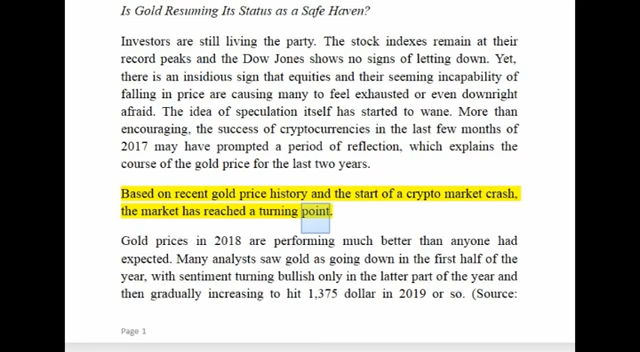 Is Gold Resuming Its Status as a Safe Haven?
Investors are still living the party. The stock indexes remain at their
record peaks and the Dow Jones shows no signs of letting down. Yet,
there is an insidious sign that equities and their seeming incapability of
falling in price are causing many to feel exhausted or even downright
afraid. The idea of speculation itself has started to wane. More than
encouraging, the success of cryptocurrencies in the last few months of
2017 may have prompted a period of reflection, which explains the
course of the gold price for the last two years.
Based on recent gold price history and the start of a crypto market crash,
the market has reached a turning point.
Gold prices in 2018 are performing much better than anyone had
expected. Many analysts saw gold as going down in the first half of the
year, with sentiment turning bullish only in the latter part of the year and
then gradually increasing to hit 1,375 dollar in 2019 or so. (Source:
Page 1